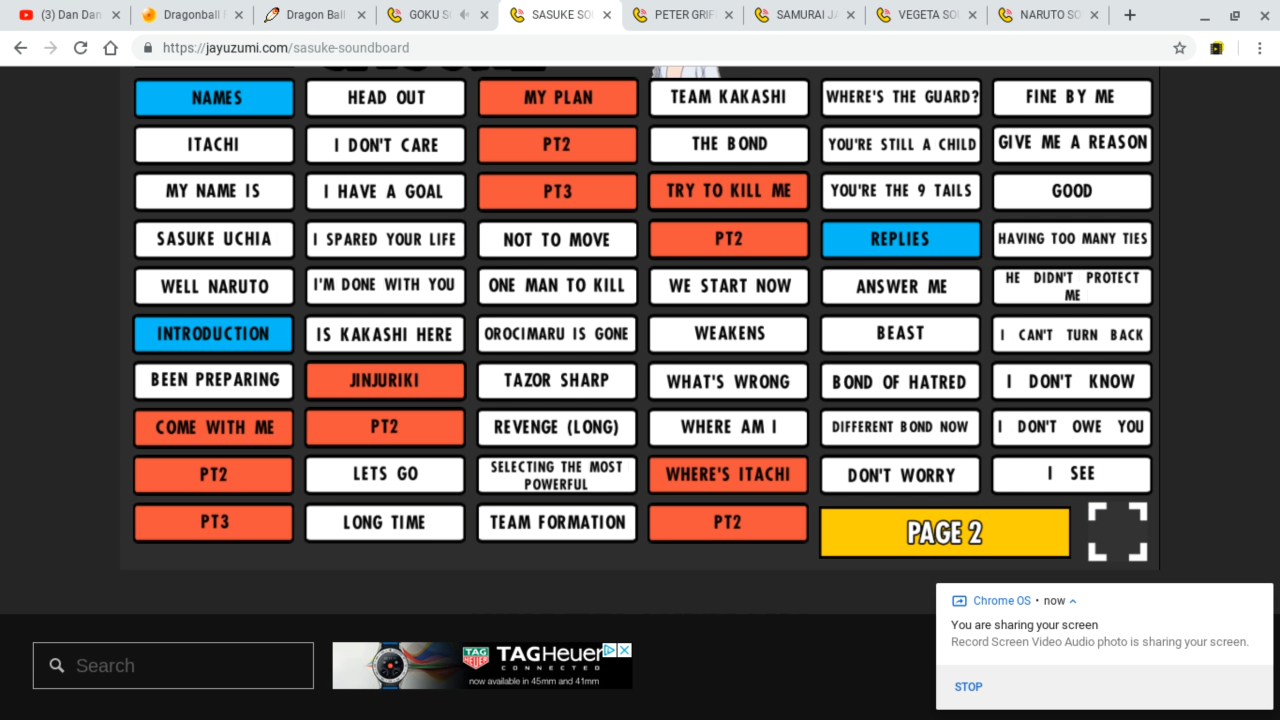 (3) Dan Dan
Dragonball F
Dragon Ball
GOKU S
SASUKE SOU
PETER GRIF
SAMURAI JA
VEGETA SOU
NARUTO SO
https://jayuzumi.com/sasuke-soundboard
NAMES
ITACHI
MY NAME IS
SASUKE UCHIA
WELL NARUTO
INTRODUCTION
BEEN PREPARING
COME WITH ME
PT2
PT3
HEAD OUT
I DON'T CARE
I HAVE A GOAL
I SPARED YOUR LIFE
I'M DONE WITH YOU
IS KAKASHI HERE
JINJURIKI
PT2
LETS GO
LONG TIME
MY PLAN
PT2
PT3
NOT TO MOVE
ONE MAN TO KILL
OROCIMARU IS GONE
TAZOR SHARP
REVENGE (LONG)
SELECTING THE MOST
POWERFUL
TEAM FORMATION
TEAM KAKASHI
THE BOND
TRY TO KILL ME
PT2
WE START NOW
WEAKENS
WHAT'S WRONG
WHERE AM I
WHERE'S ITACHI
PT2
WHERE'S THE GUARD?
YOU'RE STILL A CHILD
YOU'RE THE 9 TAILS
REPLIES
ANSWER ME
BEAST
BOND OF HATRED
DIFFERENT BOND NOW
DON'T WORRY
FINE BY ME
GIVE ME A REASON
GOOD
HAVING TOO MANY TIES
HE DIDN'T PROTECT
ME
I CAN'T TURN BACK
I DON'T KNOW
I DON'T OWE YOU
I SEE
PAGE 2
Chrome OS • now
You are sharing your screen
Record Screen Video Audio photo is sharing your screen.
STOP
Search
TAG HEUER
TAGHeuer
CONNECTED
now available in 45mm and 41mm